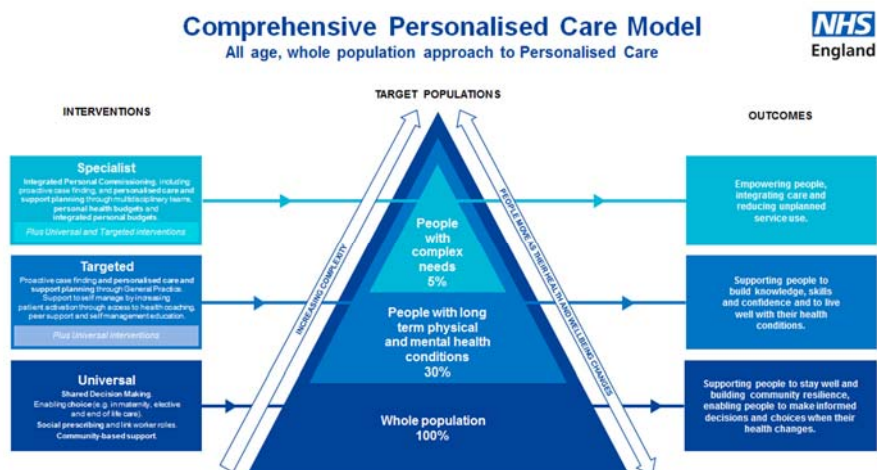 Comprehensive Personalised Care Model
All age, whole population approach to Personalised Care
NHS
England
INTERVENTIONS
TARGET POPULATIONS
OUTCOMES
Specialist
Integrated Personal Commissioning, including
proactive case finding, and personalised care and
support planning through multidisciplinary teams,
personal health budgets and
integrated personal budgets.
Plus Universal and Targeted interventions
Targeted
Proactive case finding and personalised care and
support planning through General Practice.
Support to self manage by increasing
patient activation through access to health coaching,
peer support and self management education.
Plus Universal interventions
Universal
Shared Decision Making.
Enabling choice (e.g. in maternity, elective
and end of life care).
Social prescribing and link worker roles.
Community-based support.
INCREASING COMPLEXITY
People
with
complex
needs
5%
People with long
term physical
and mental health
conditions
30%
Whole population
100%
PEOPLE MOVE AS THEIR HEALTH AND WELLBEING CHANGES
Empowering people,
integrating care and
reducing unplanned
service use.
Supporting people to
build knowledge, skills
and confidence and to live
well with their health
conditions.
Supporting people to stay well and
building community resilience,
enabling people to make informed
decisions and choices when their
health changes.